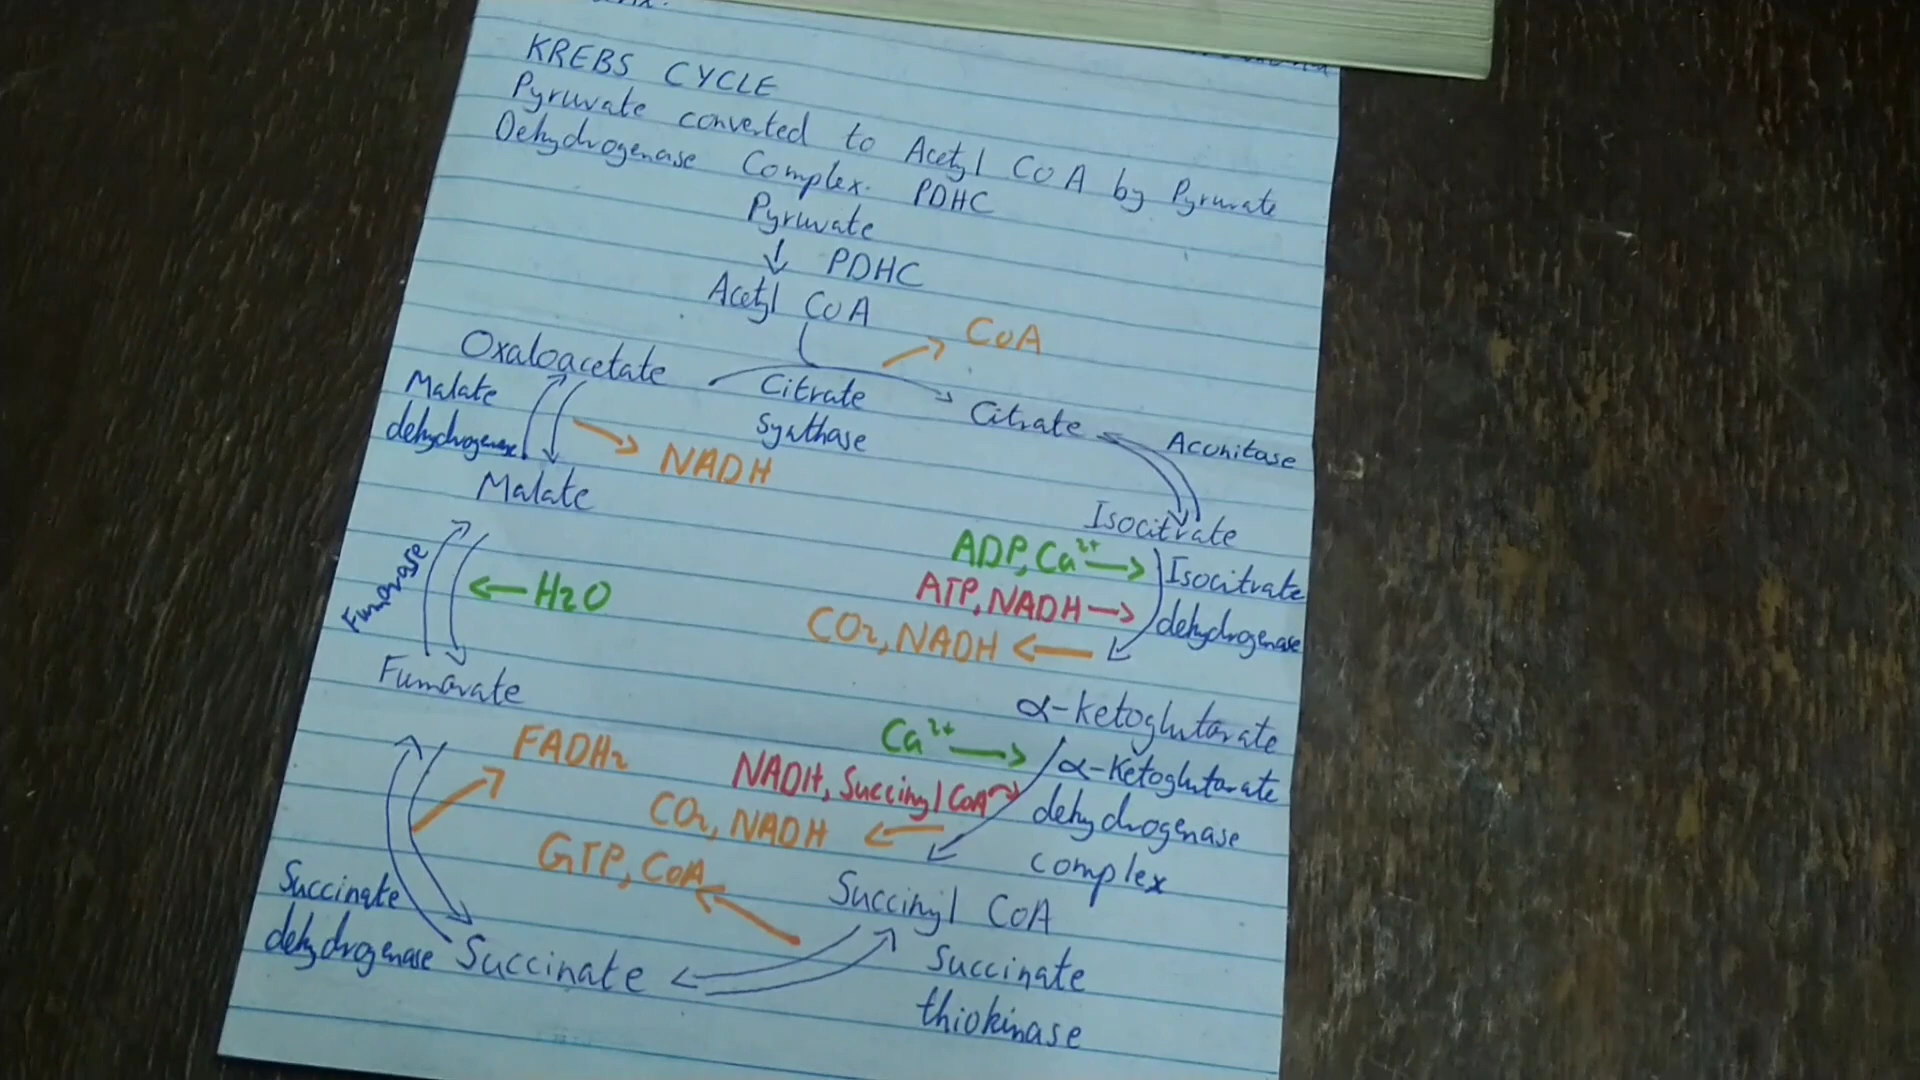 KREBS CYCLE
Pyruvate converted to Acetyl CoA by Pyruvate
Dehydrogenase Complex. PDHC
Pyruvate
PDHC
Acetyl CoA
CoA
Oxaloacetate
Citrate
Synthase
Citrate
Aconitase
Malate
dehydrogenase
NADH
Malate
Isocitrate
ADP, Ca²⁺
Isocitrate
dehydrogenase
ATP, NADH
CO₂, NADH
Fumarase
H2O
Fumarate
α-ketoglutarate
Ca²⁺
α-Ketoglutarate
dehydrogenase
complex
NADH, Succinyl CoA
CO₂, NADH
FADH₂
GTP, CoA
Succinyl CoA
Succinate
dehydrogenase
Succinate
Succinate
thiokinase